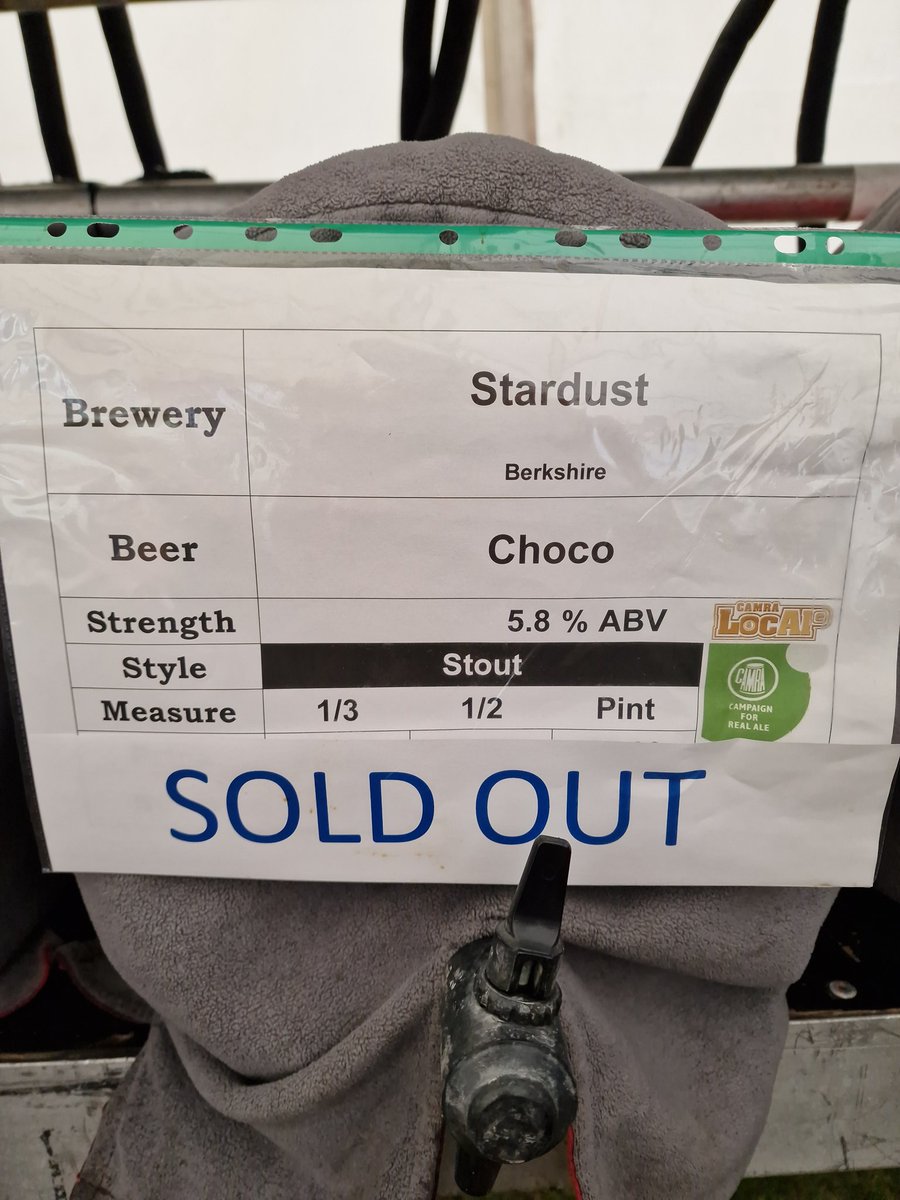 Brewery
Stardust
Berkshire
Beer
Choco
Strength
5.8 % ABV
CAMRA
LocAle
Style
Stout
CAMRA
CAMPAIGN
FOR
REAL ALE
Measure
1/3 1/2 Pint
SOLD OUT